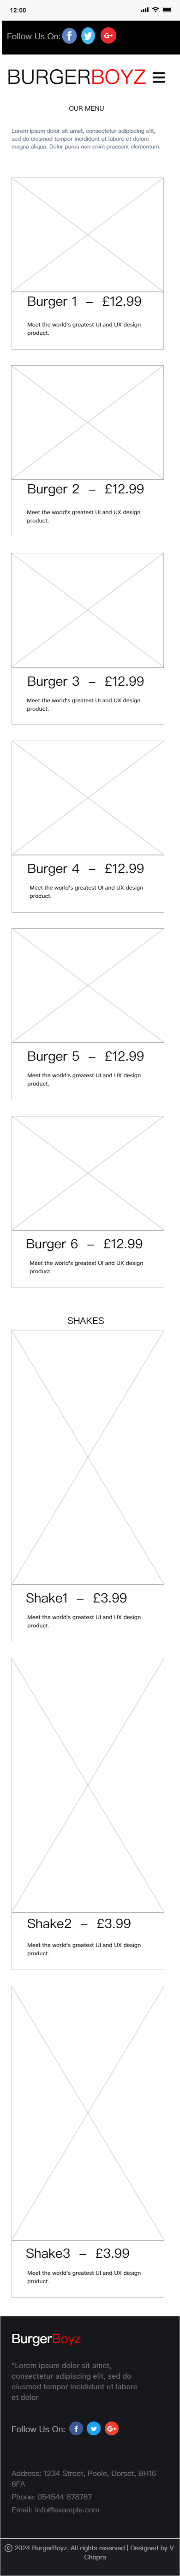 12:00
Follow Us On:
BURGERBOYZ
OUR MENU
Lorem ipsum dolor sit amet, consectetur adipiscing elit,
sed do eiusmod tempor incididunt ut labore et dolore
magna aliqua. Dolor purus non enim praesent elementum.
Burger 1 – £12.99
Meet the world's greatest UI and UX design
product.
Burger 2 – £12.99
Meet the world's greatest UI and UX design
product.
Burger 3 – £12.99
Meet the world's greatest UI and UX design
product.
Burger 4 – £12.99
Meet the world's greatest UI and UX design
product.
Burger 5 – £12.99
Meet the world's greatest UI and UX design
product.
Burger 6 – £12.99
Meet the world's greatest UI and UX design
product.
SHAKES
Shake1 – £3.99
Meet the world's greatest UI and UX design
product.
Shake2 – £3.99
Meet the world's greatest UI and UX design
product.
Shake3 – £3.99
Meet the world's greatest UI and UX design
product.
BurgerBoyz
"Lorem ipsum dolor sit amet,
consectetur adipiscing elit, sed do
eiusmod tempor incididunt ut labore
et dolor
Follow Us On:
Address: 1234 Street, Poole, Dorset, BH16
6FA
Phone: 054544 878787
Email: info@example.com
© 2024 BurgerBoyz. All rights reserved | Designed by V
Chopra